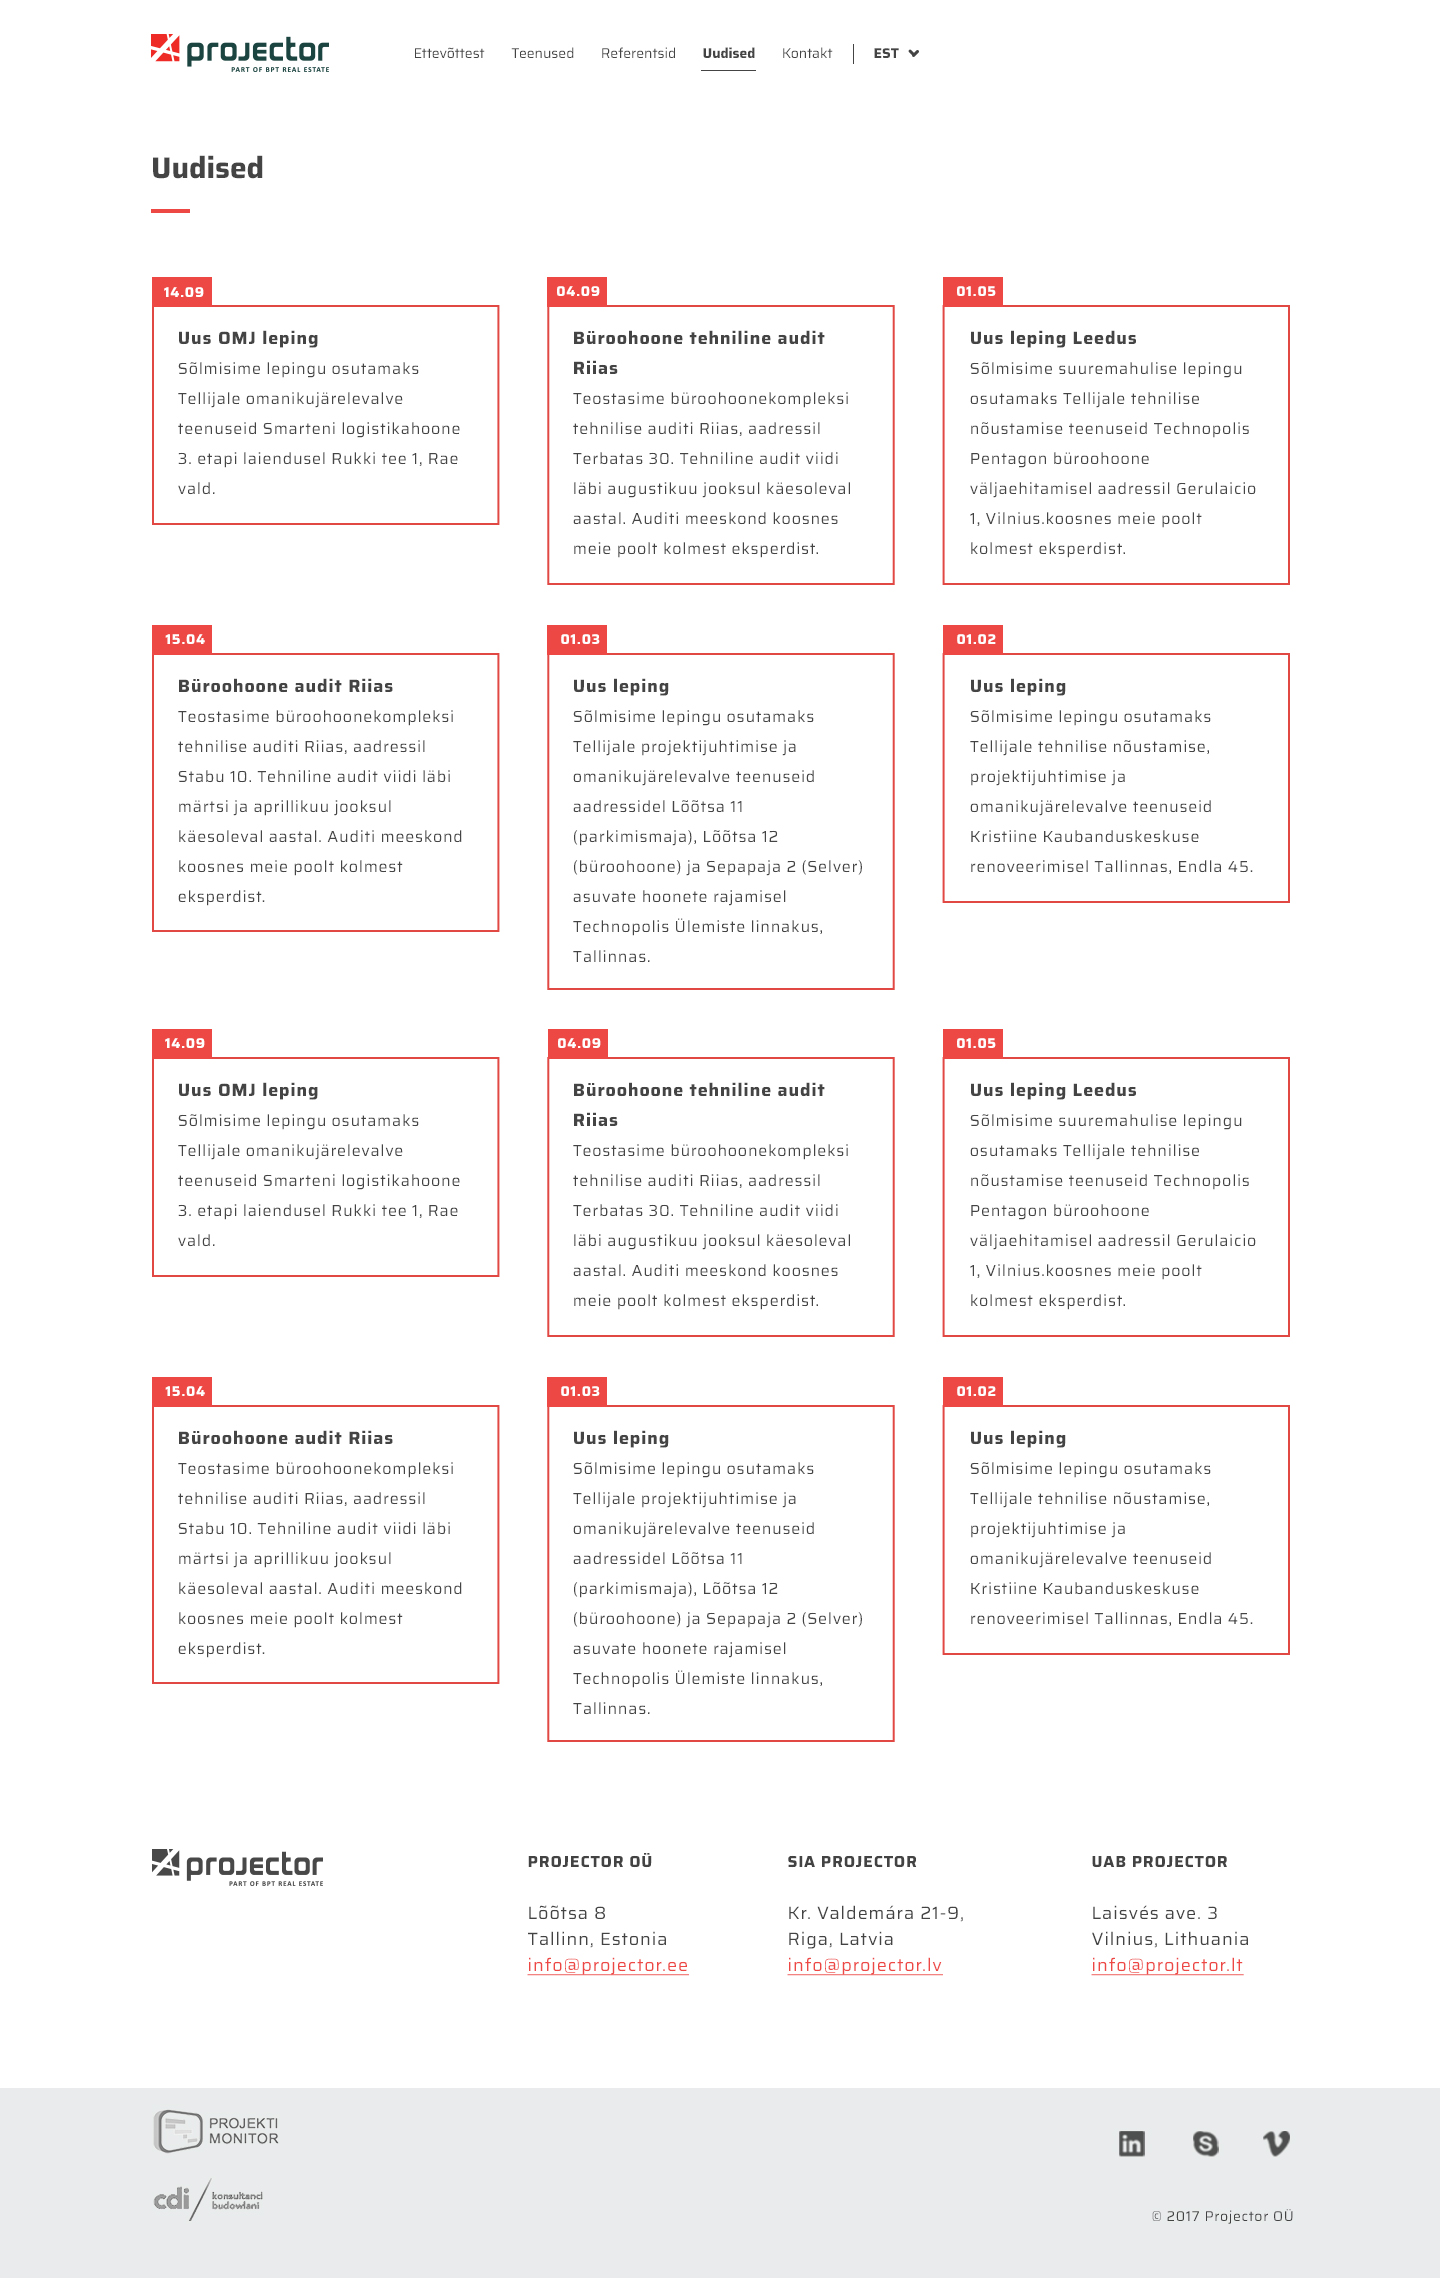 projector
PART OF BPT REAL ESTATE
Ettevõttest Teenused Referentsid Uudised Kontakt EST
Uudised
14.09
Uus OMJ leping
Sõlmisime lepingu osutamaks
Tellijale omanikujärelevalve
teenuseid Smarteni logistikahoone
3. etapi laiendusel Rukki tee 1, Rae
vald.
04.09
Büroohoone tehniline audit
Riias
Teostasime büroohoonekompleksi
tehnilise auditi Riias, aadressil
Terbatas 30. Tehniline audit viidi
läbi augustikuu jooksul käesoleval
aastal. Auditi meeskond koosnes
meie poolt kolmest eksperdist.
01.05
Uus leping Leedus
Sõlmisime suuremahulise lepingu
osutamaks Tellijale tehnilise
nõustamise teenuseid Technopolis
Pentagon büroohoone
väljaehitamisel aadressil Gerulaicio
1, Vilnius.koosnes meie poolt
kolmest eksperdist.
15.04
Büroohoone audit Riias
Teostasime büroohoonekompleksi
tehnilise auditi Riias, aadressil
Stabu 10. Tehniline audit viidi läbi
märtsi ja aprillikuu jooksul
käesoleval aastal. Auditi meeskond
koosnes meie poolt kolmest
eksperdist.
01.03
Uus leping
Sõlmisime lepingu osutamaks
Tellijale projektijuhtimise ja
omanikujärelevalve teenuseid
aadressidel Lõõtsa 11
(parkimismaja), Lõõtsa 12
(büroohoone) ja Sepapaja 2 (Selver)
asuvate hoonete rajamisel
Technopolis Ülemiste linnakus,
Tallinnas.
01.02
Uus leping
Sõlmisime lepingu osutamaks
Tellijale tehnilise nõustamise,
projektijuhtimise ja
omanikujärelevalve teenuseid
Kristiine Kaubanduskeskuse
renoveerimisel Tallinnas, Endla 45.
14.09
Uus OMJ leping
Sõlmisime lepingu osutamaks
Tellijale omanikujärelevalve
teenuseid Smarteni logistikahoone
3. etapi laiendusel Rukki tee 1, Rae
vald.
04.09
Büroohoone tehniline audit
Riias
Teostasime büroohoonekompleksi
tehnilise auditi Riias, aadressil
Terbatas 30. Tehniline audit viidi
läbi augustikuu jooksul käesoleval
aastal. Auditi meeskond koosnes
meie poolt kolmest eksperdist.
01.05
Uus leping Leedus
Sõlmisime suuremahulise lepingu
osutamaks Tellijale tehnilise
nõustamise teenuseid Technopolis
Pentagon büroohoone
väljaehitamisel aadressil Gerulaicio
1, Vilnius.koosnes meie poolt
kolmest eksperdist.
15.04
Büroohoone audit Riias
Teostasime büroohoonekompleksi
tehnilise auditi Riias, aadressil
Stabu 10. Tehniline audit viidi läbi
märtsi ja aprillikuu jooksul
käesoleval aastal. Auditi meeskond
koosnes meie poolt kolmest
eksperdist.
01.03
Uus leping
Sõlmisime lepingu osutamaks
Tellijale projektijuhtimise ja
omanikujärelevalve teenuseid
aadressidel Lõõtsa 11
(parkimismaja), Lõõtsa 12
(büroohoone) ja Sepapaja 2 (Selver)
asuvate hoonete rajamisel
Technopolis Ülemiste linnakus,
Tallinnas.
01.02
Uus leping
Sõlmisime lepingu osutamaks
Tellijale tehnilise nõustamise,
projektijuhtimise ja
omanikujärelevalve teenuseid
Kristiine Kaubanduskeskuse
renoveerimisel Tallinnas, Endla 45.
projector
PART OF BPT REAL ESTATE
PROJECTOR OÜ
Lõõtsa 8
Tallinn, Estonia
info@projector.ee
SIA PROJECTOR
Kr. Valdemára 21-9,
Riga, Latvia
info@projector.lv
UAB PROJECTOR
Laisvés ave. 3
Vilnius, Lithuania
info@projector.lt
PROJEKTI
MONITOR
cdi konsultanci
budowlani
© 2017 Projector OÜ